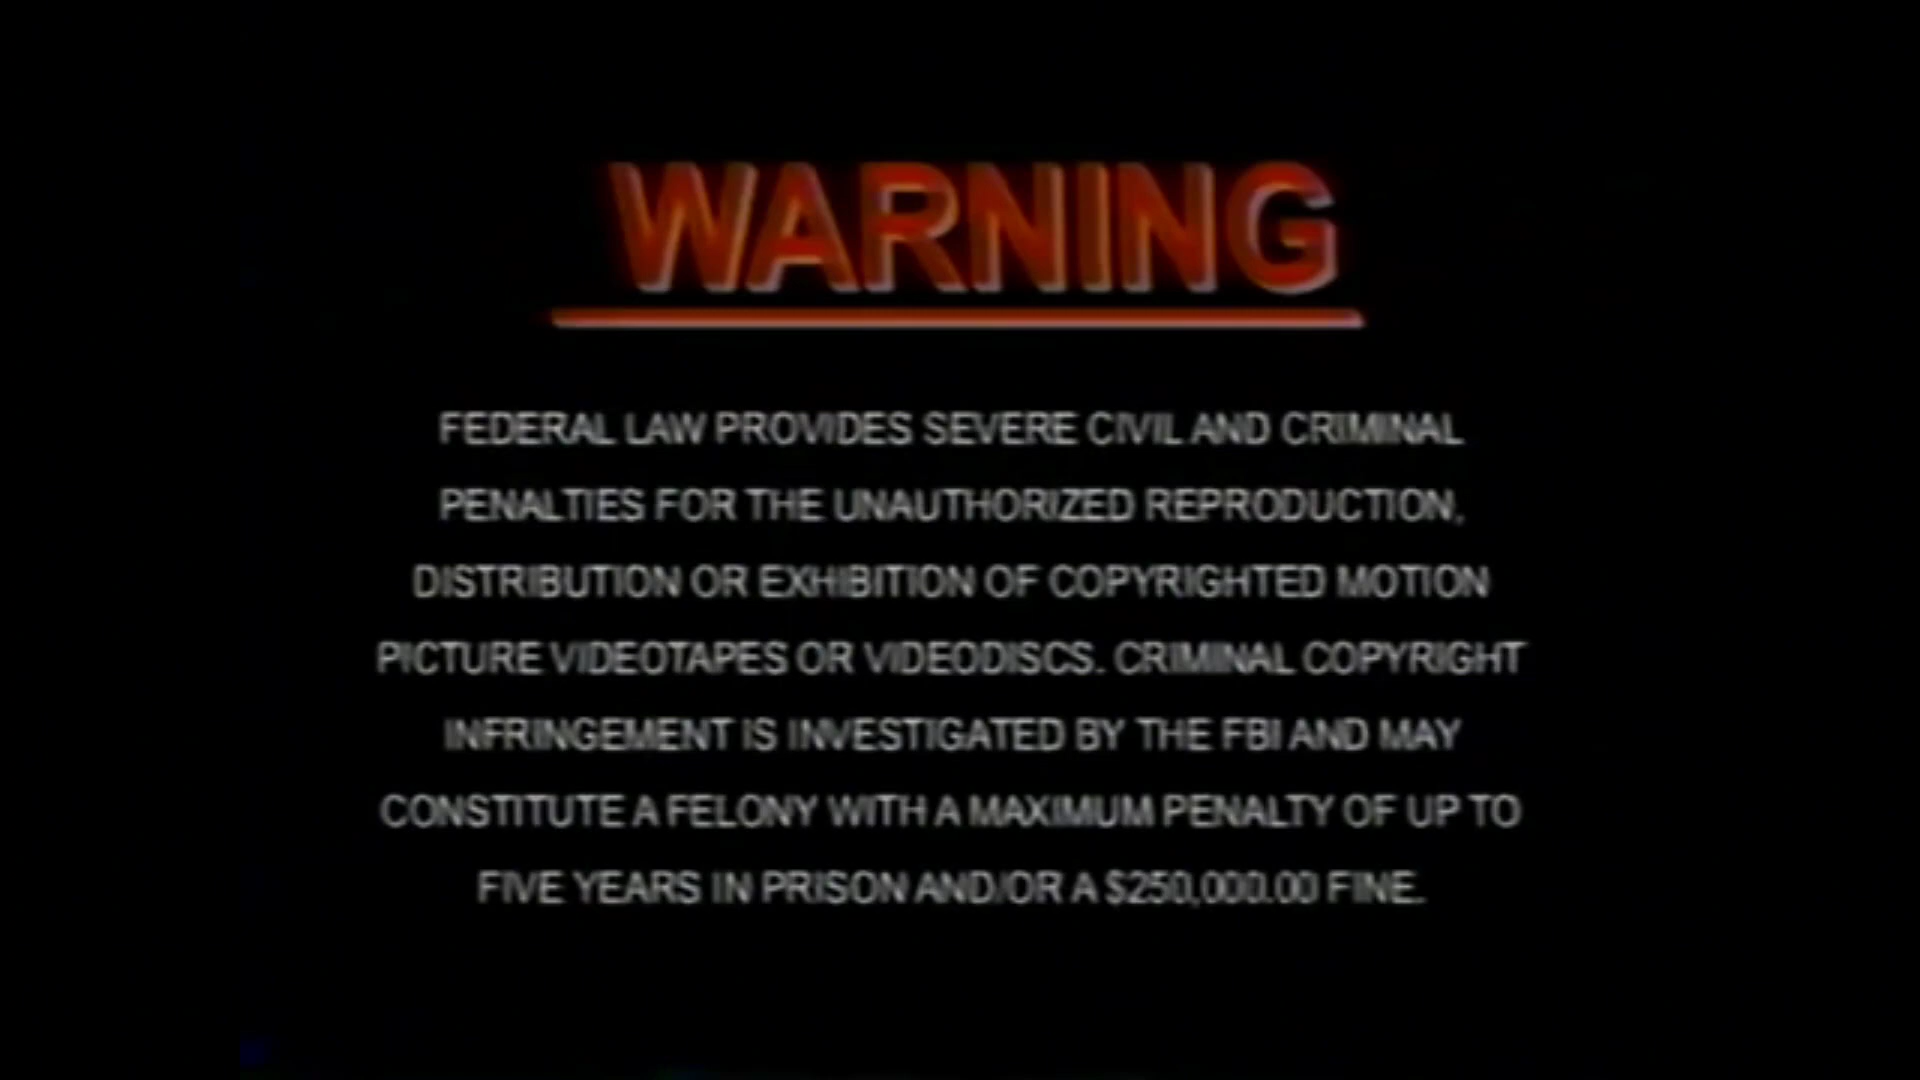 WARNING
FEDERAL LAW PROVIDES SEVERE CIVIL AND CRIMINAL
PENALTIES FOR THE UNAUTHORIZED REPRODUCTION,
DISTRIBUTION OR EXHIBITION OF COPYRIGHTED MOTION
PICTURE VIDEOTAPES OR VIDEODISCS. CRIMINAL COPYRIGHT
INFRINGEMENT IS INVESTIGATED BY THE FBI AND MAY
CONSTITUTE A FELONY WITH A MAXIMUM PENALTY OF UP TO
FIVE YEARS IN PRISON AND/OR A $250,000.00 FINE.